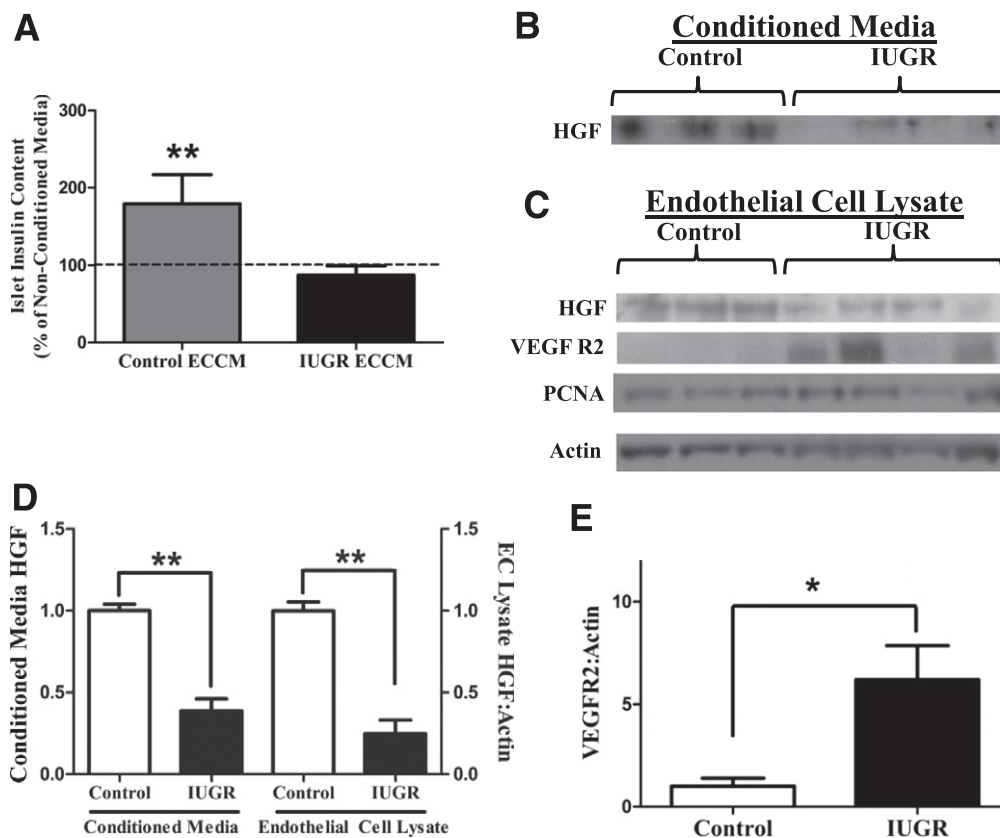 A
Islet Insulin Content
(% of Non-Conditioned Media)
300
200
100
0
**
Control ECCM
IUGR ECCM
B
Conditioned Media
Control
IUGR
HGF
C
Endothelial Cell Lysate
Control
IUGR
HGF
VEGF R2
PCNA
Actin
D
Conditioned Media HGF
1.5
1.0
0.5
0.0
**
**
1.5
1.0
0.5
0.0
EC Lysate HGF:Actin
Control
IUGR
Control
IUGR
Conditioned Media
Endothelial Cell Lysate
E
VEGFR2:Actin
10
5
0
*
Control
IUGR